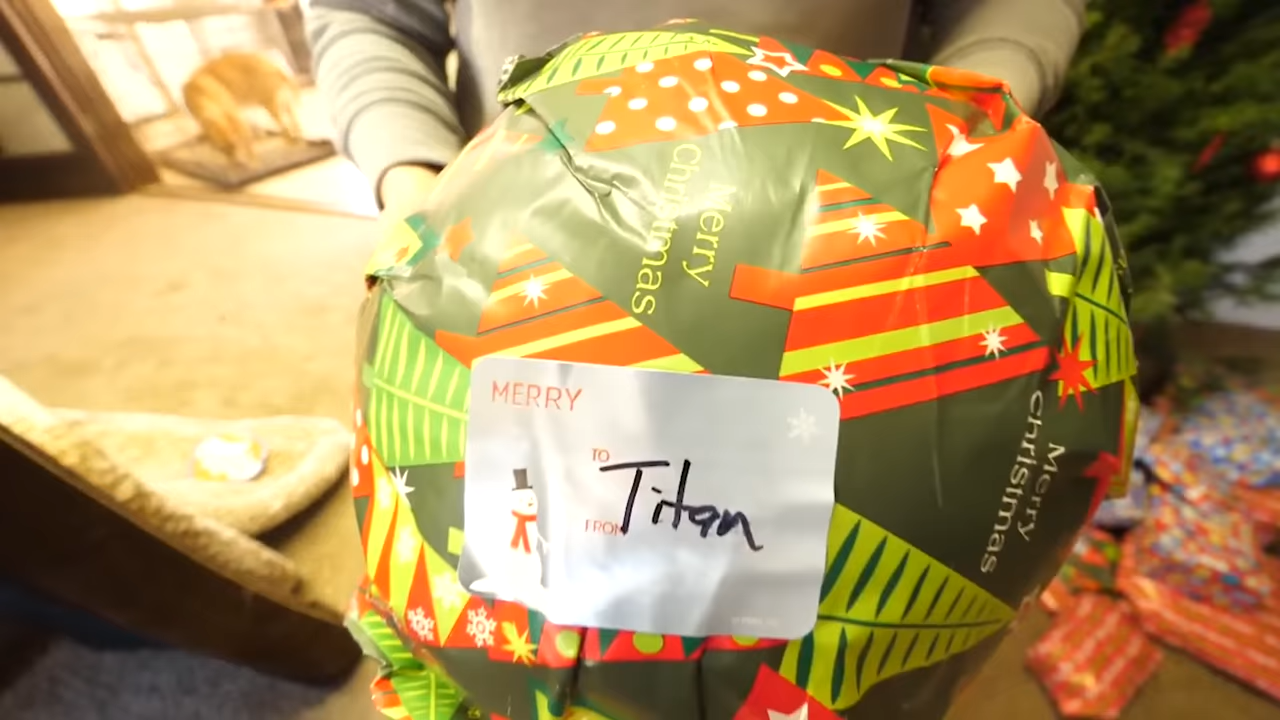 Merry
christmas
MERRY
TO
Titan
FROM
Merry
christmas